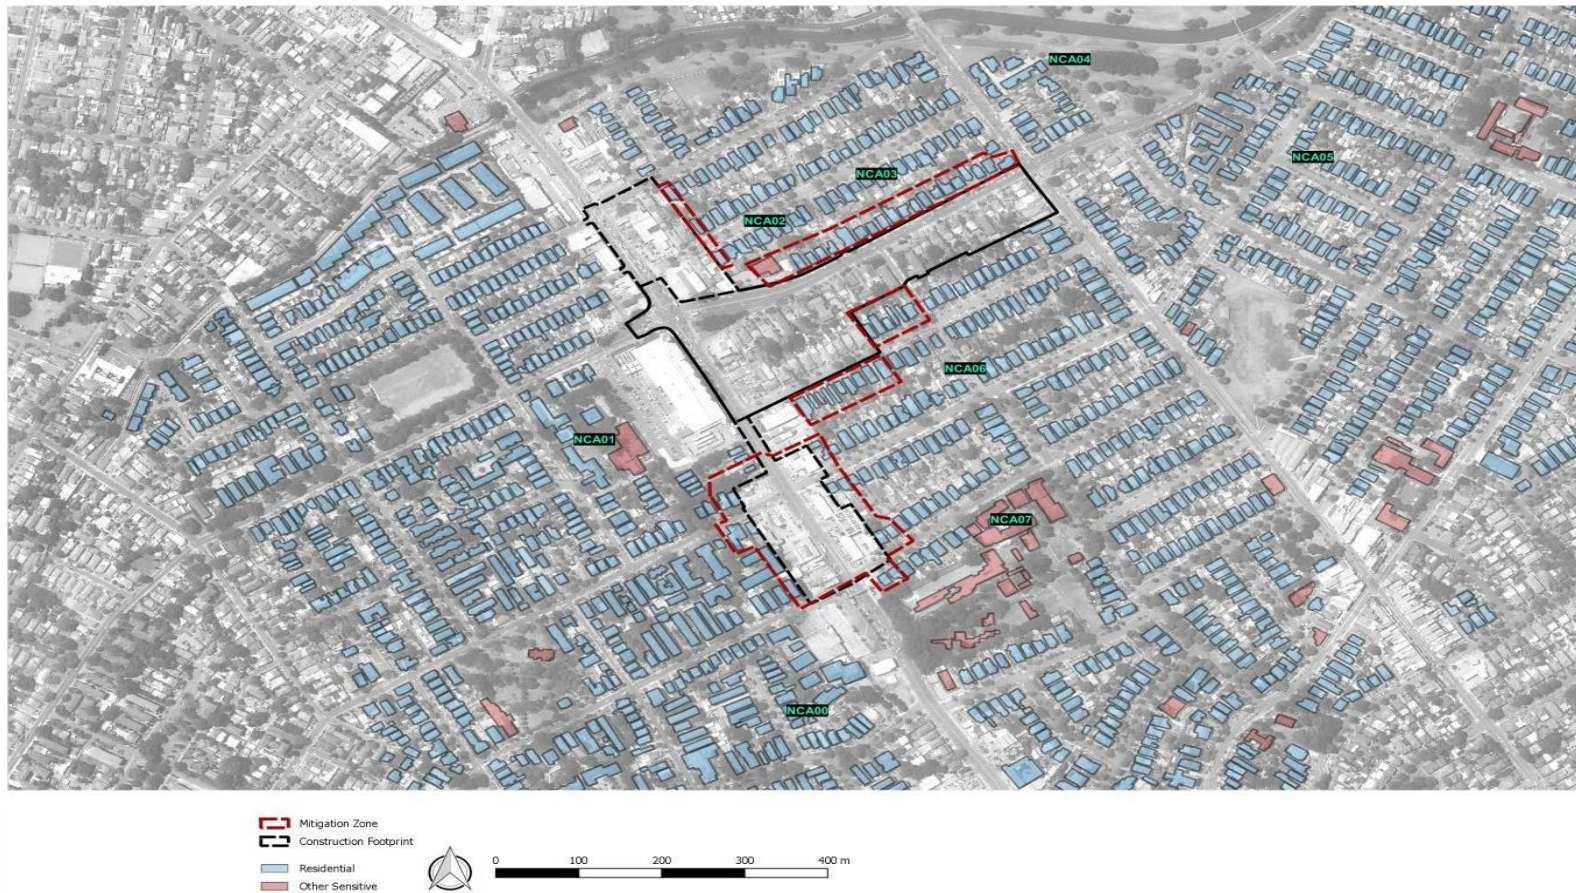 NCA04
NCA05
NCA03
NCA02
NCA06
NCA01
NCA07
NCA00
Mitigation Zone
Construction Footprint
Residential
Other Sensitive
0 100 200 300 400 m